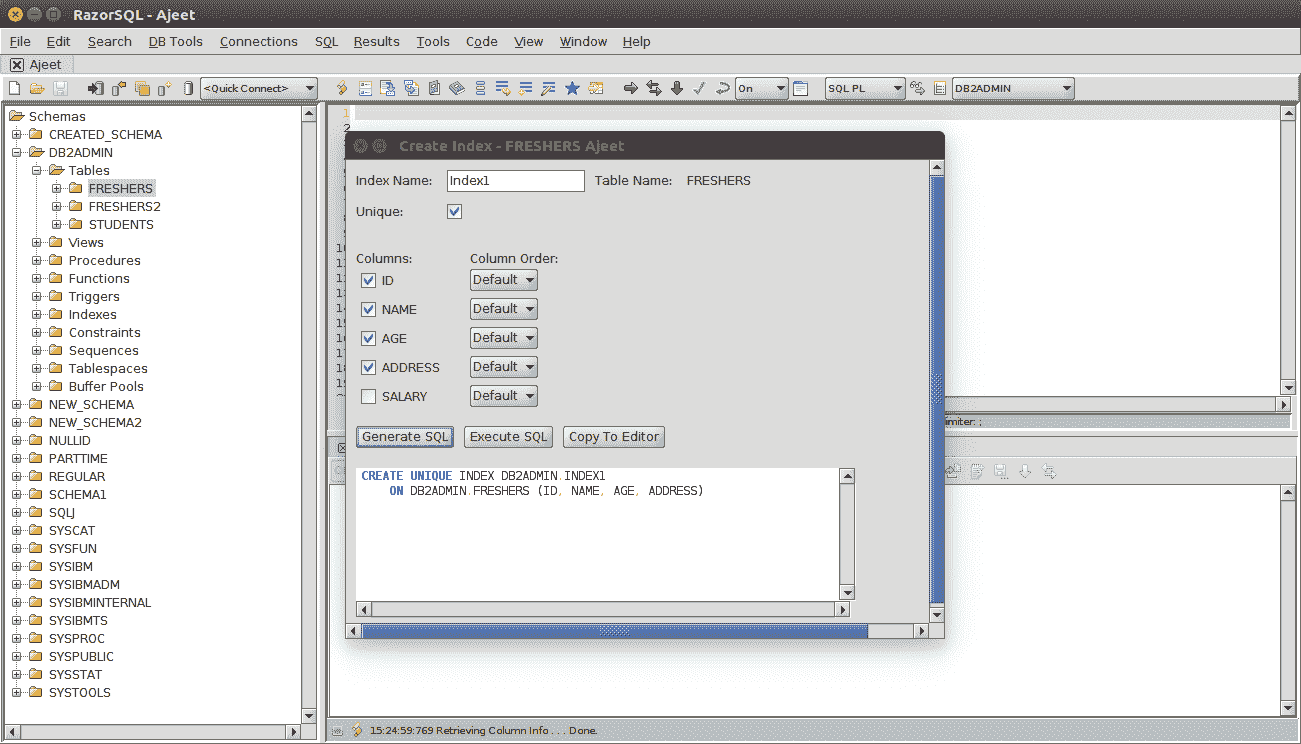 RazorSQL - Ajeet
File Edit Search DB Tools Connections SQL Results Tools Code View Window Help
Ajeet
<Quick Connect> On SQL PL DB2ADMIN
Schemas
CREATED_SCHEMA
DB2ADMIN
Tables
FRESHERS
FRESHERS2
STUDENTS
Views
Procedures
Functions
Triggers
Indexes
Constraints
Sequences
Tablespaces
Buffer Pools
NEW_SCHEMA
NEW_SCHEMA2
NULLID
PARTTIME
REGULAR
SCHEMA1
SQLJ
SYSCAT
SYSFUN
SYSIBM
SYSIBMADM
SYSIBMINTERNAL
SYSIBMTS
SYSPROC
SYSPUBLIC
SYSSTAT
SYSTOOLS
1
2
Create Index - FRESHERS Ajeet
Index Name: Index1 Table Name: FRESHERS
Unique:
Columns: Column Order:
ID Default
NAME Default
AGE Default
ADDRESS Default
SALARY Default
Generate SQL Execute SQL Copy To Editor
CREATE UNIQUE INDEX DB2ADMIN.INDEX1
ON DB2ADMIN.FRESHERS (ID, NAME, AGE, ADDRESS)
imiter: ;
15:24:59:769 Retrieving Column Info . . . Done.